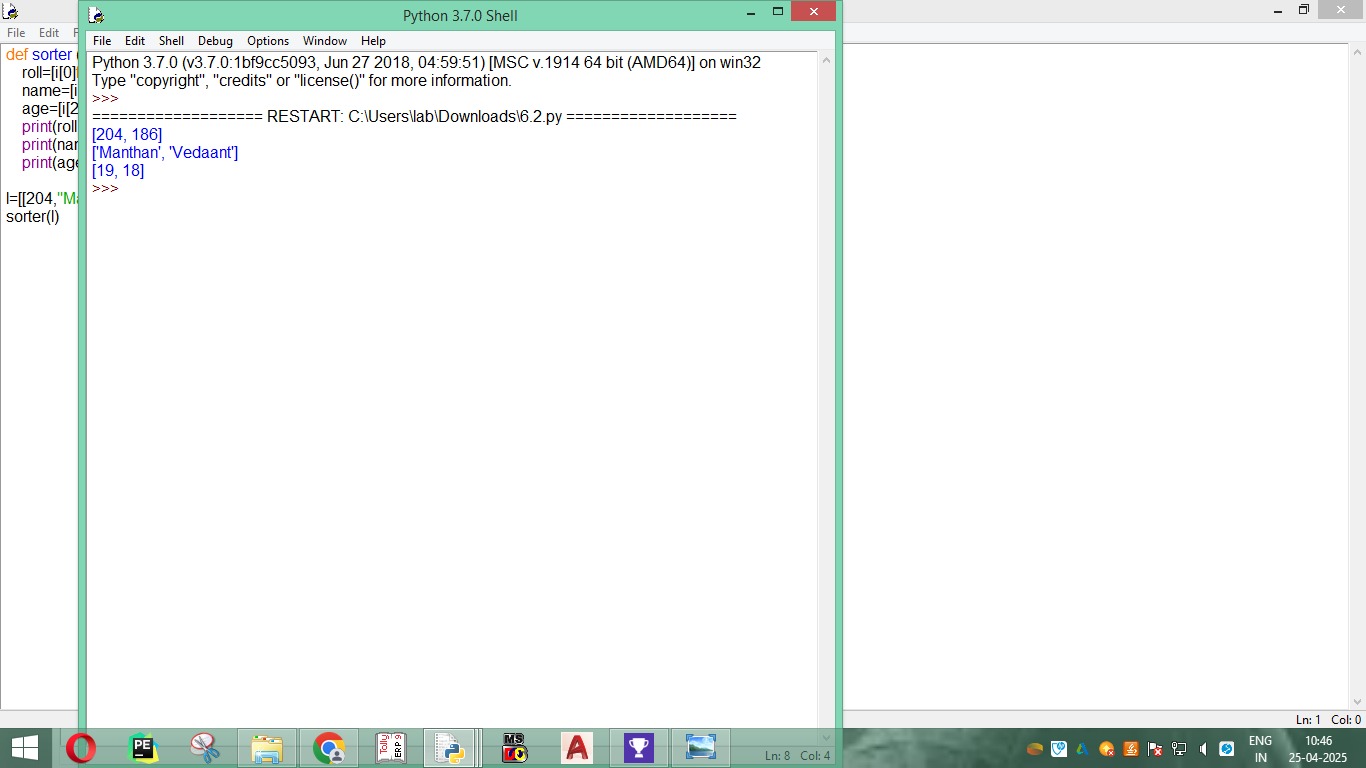 Python 3.7.0 Shell
File Edit Shell Debug Options Window Help
Python 3.7.0 (v3.7.0:1bf9cc5093, Jun 27 2018, 04:59:51) [MSC v.1914 64 bit (AMD64)] on win32
Type "copyright", "credits" or "license()" for more information.
>>>
=================== RESTART: C:\Users\lab\Downloads\6.2.py ===================
[204, 186]
['Manthan', 'Vedaant']
[19, 18]
>>>
Ln: 8 Col: 4
File Edit
def sorter (
roll=[i[0]
name=[i
age=[i[2
print(roll
print(nar
print(age
l=[[204,"Ma
sorter(l)
Ln: 1 Col: 0
PE
Tally
ERP 9
MS
A
ENG
IN
10:46
25-04-2025